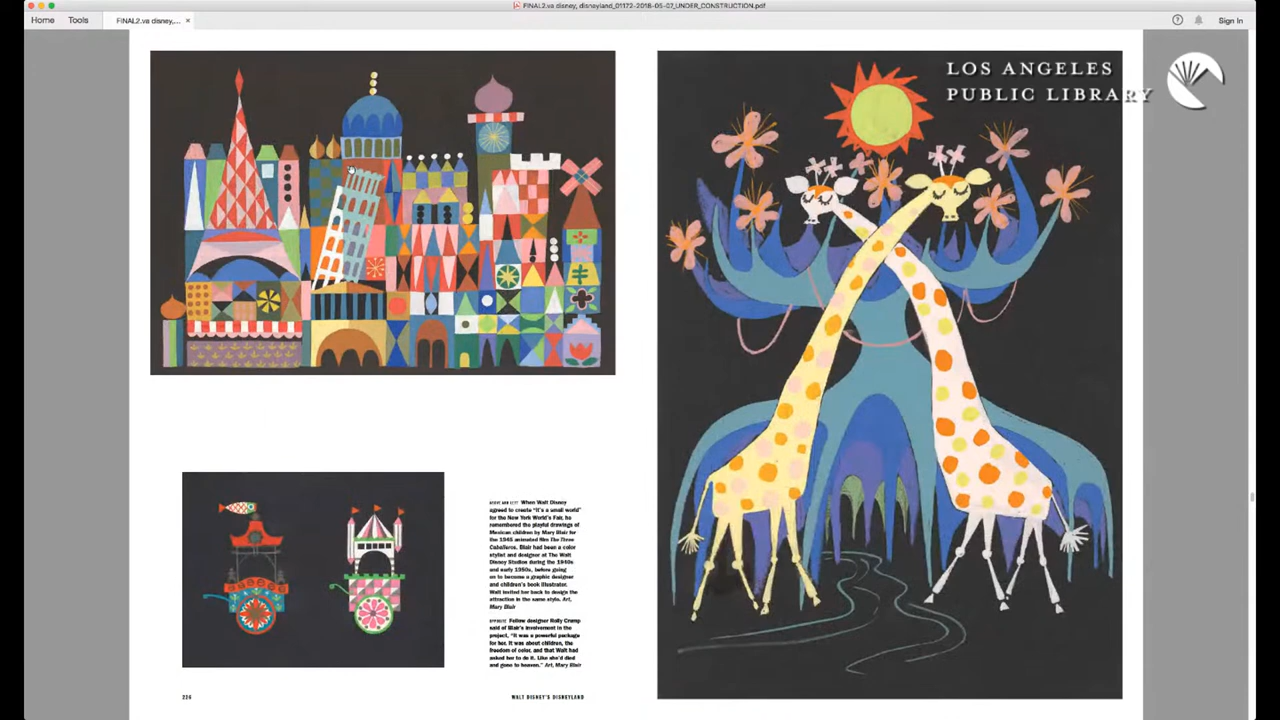 FINAL2.va disney, disneyland_01172-2018-05-07_UNDER_CONSTRUCTION.pdf
Home
Tools
FINAL2.va disney,...
×
Sign In
LOS ANGELES
PUBLIC LIBRARY
ABOVE AND LEFT When Walt Disney
agreed to create "it's a small world"
for the New York World's Fair, he
remembered the playful drawings of
Mexican children by Mary Blair for
the 1945 animated film The Three
Caballeros. Blair had been a color
stylist and designer at The Walt
Disney Studios during the 1940s
and early 1950s, before going
on to become a graphic designer
and children's book illustrator.
Walt invited her back to design the
attraction in the same style. Art,
Mary Blair
OPPOSITE Fellow designer Rolly Crump
said of Blair's involvement in the
project, "It was a powerful package
for her. It was about children, the
freedom of color, and that Walt had
asked her to do it. Like she'd died
and gone to heaven." Art, Mary Blair
226
WALT DISNEY'S DISNEYLAND